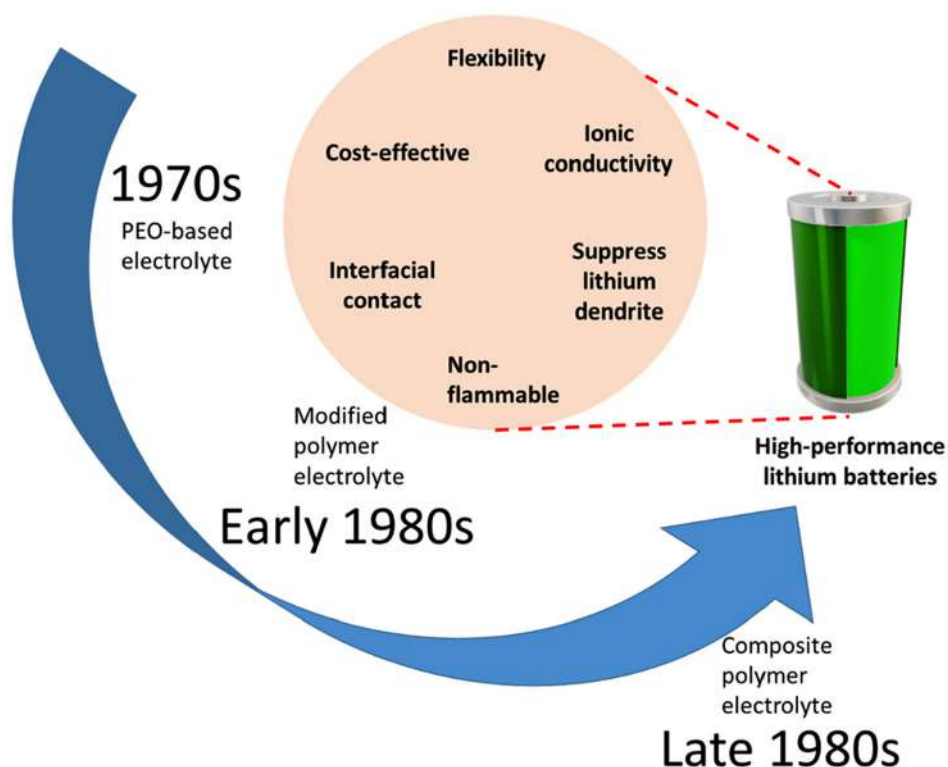 Flexibility
Cost-effective
Ionic
conductivity
1970s
PEO-based
electrolyte
Interfacial
contact
Suppress
lithium
dendrite
Non-
flammable
Modified
polymer
electrolyte
Early 1980s
High-performance
lithium batteries
Composite
polymer
electrolyte
Late 1980s